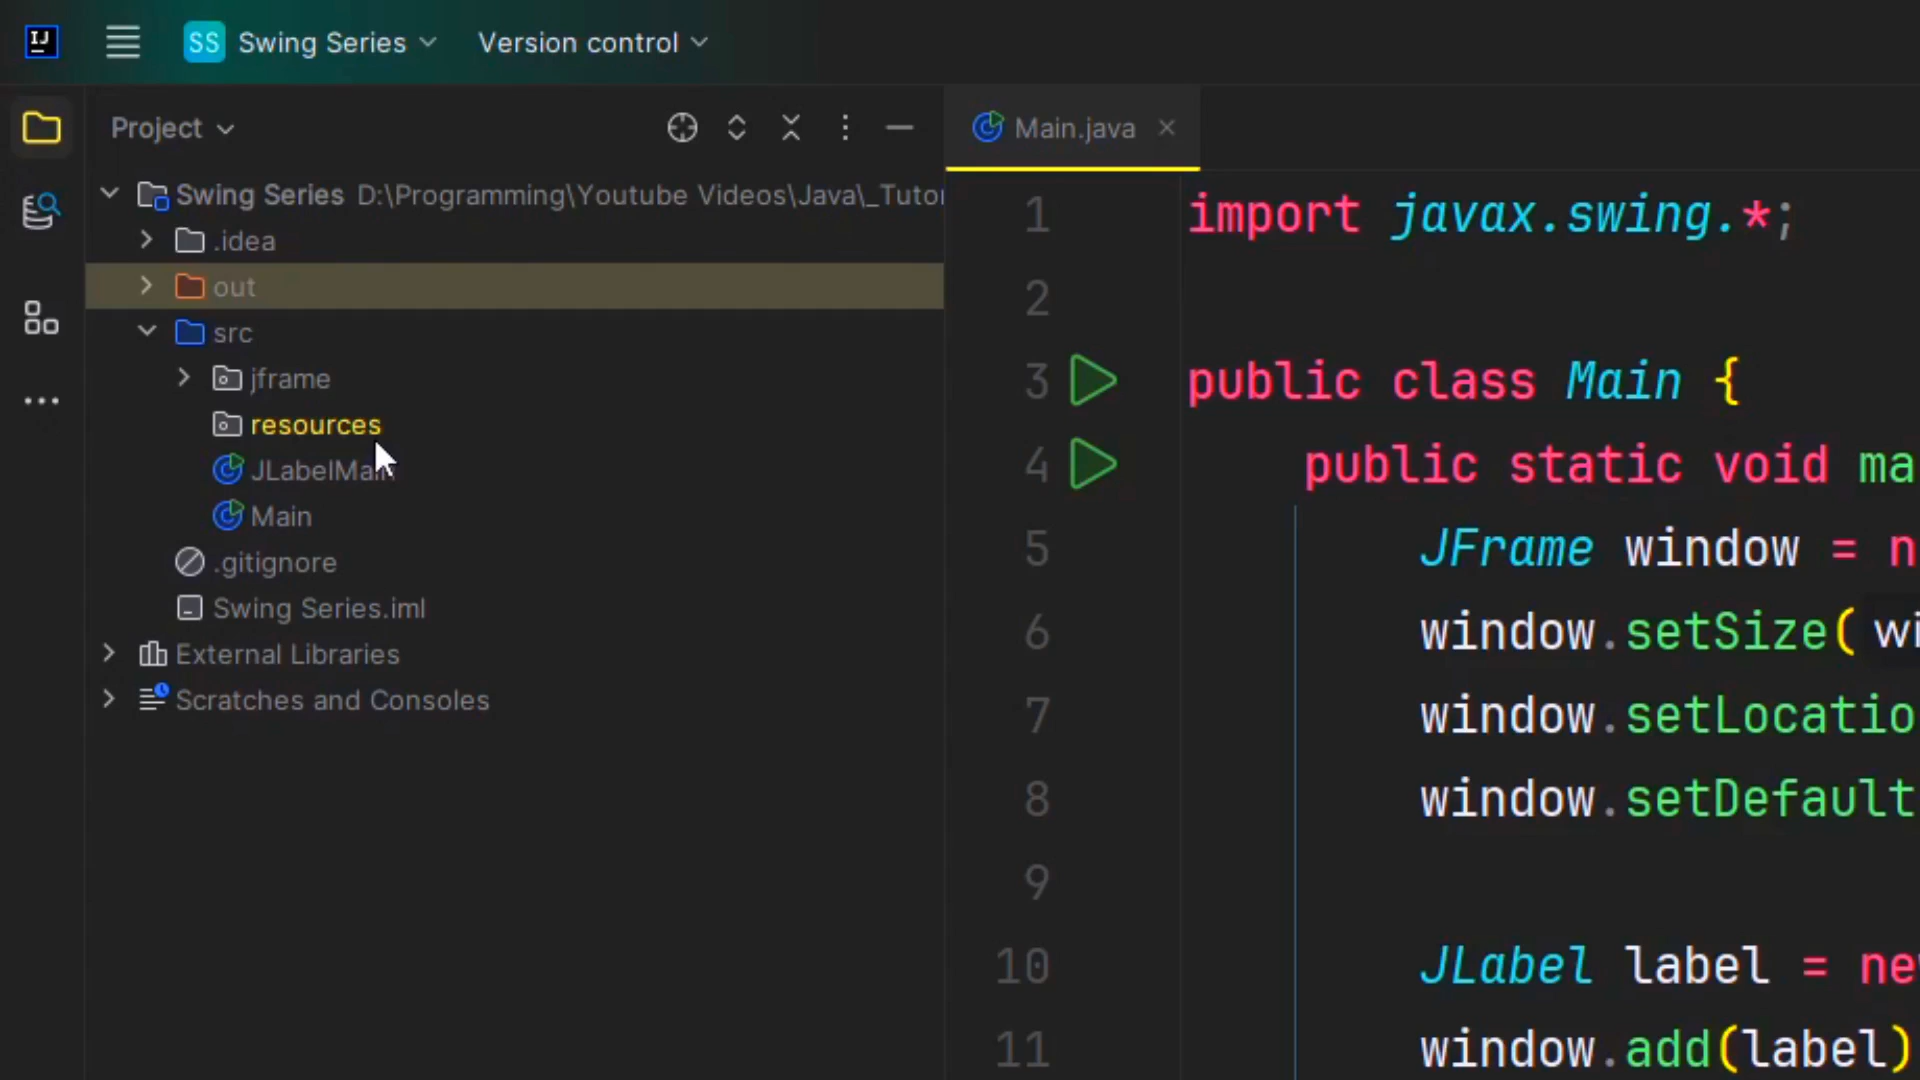 IJ
SS Swing Series Version control
Project
Main.java
Swing Series D:\Programming\Youtube Videos\Java\_Tutor
.idea
out
src
jframe
resources
JLabelMain
Main
.gitignore
Swing Series.iml
External Libraries
Scratches and Consoles
1 import javax.swing.*;
2
3 public class Main {
4 public static void ma
5 JFrame window = n
6 window.setSize( wi
7 window.setLocatio
8 window.setDefault
9
10 JLabel label = new
11 window.add(label)